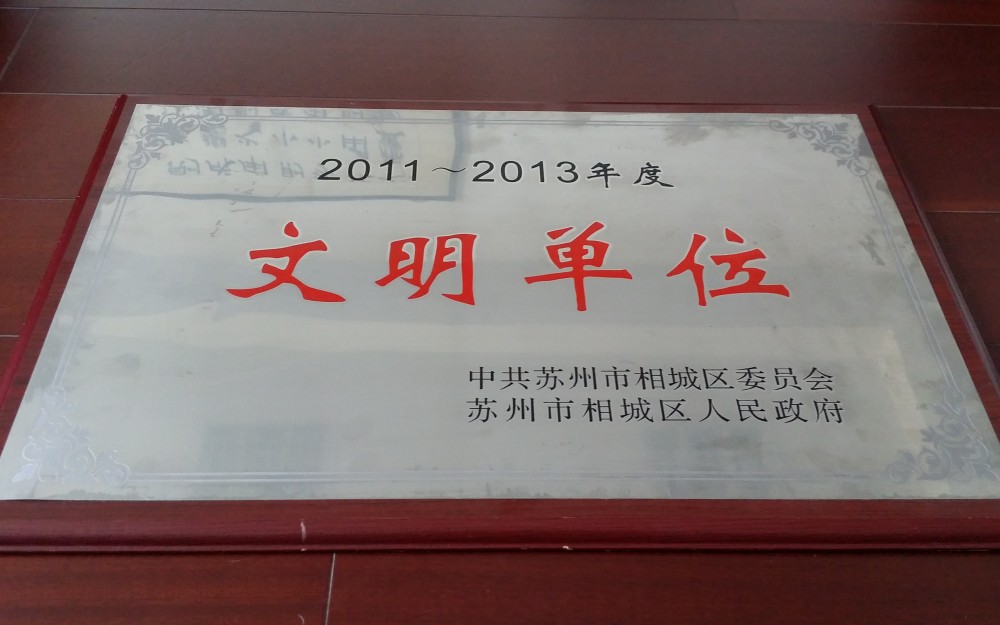 2011～2013年度
文明单位
中共苏州市相城区委员会
苏州市相城区人民政府